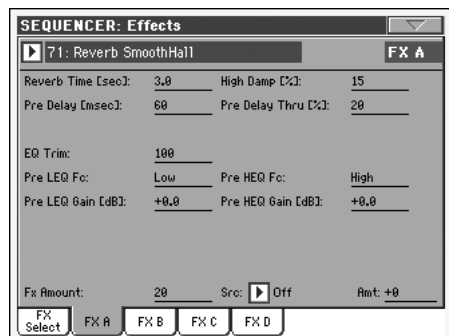 SEQUENCER: Effects
71: Reverb SmoothHall FX A
Reverb Time [sec]: 3.0 High Damp [%]: 15
Pre Delay [msec]: 60 Pre Delay Thru [%]: 20
EQ Trim: 100
Pre LEQ Fc: Low Pre HEQ Fc: High
Pre LEQ Gain [dB]: +0.0 Pre HEQ Gain [dB]: +0.0
Fx Amount: 20 Src: Off Amt: +0
FX Select FX A FX B FX C FX D